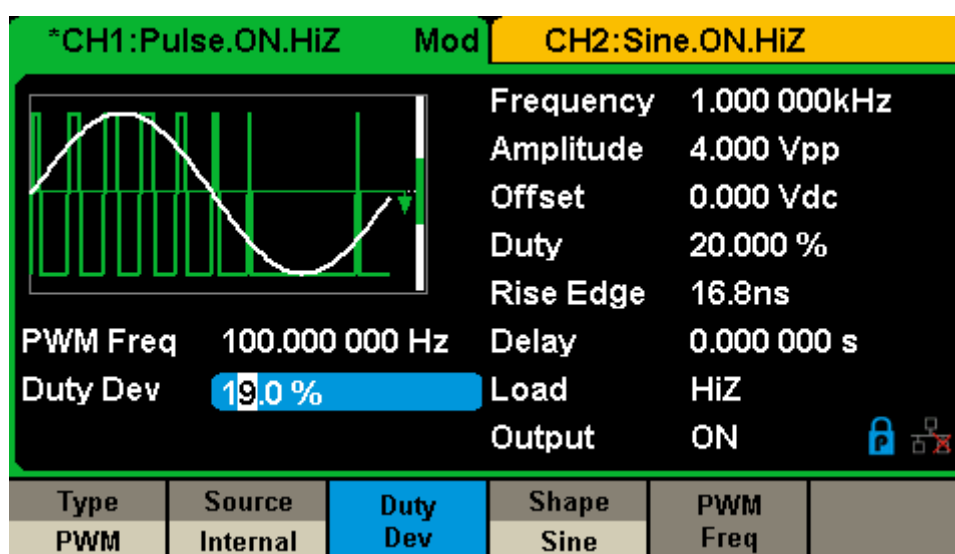 *CH1:Pulse.ON.HiZ Mod
CH2:Sine.ON.HiZ
Frequency 1.000 000kHz
Amplitude 4.000 Vpp
Offset 0.000 Vdc
Duty 20.000 %
Rise Edge 16.8ns
PWM Freq 100.000 000 Hz
Delay 0.000 000 s
Duty Dev 19.0 %
Load HiZ
Output ON
P
Type
PWM
Source
Internal
Duty
Dev
Shape
Sine
PWM
Freq